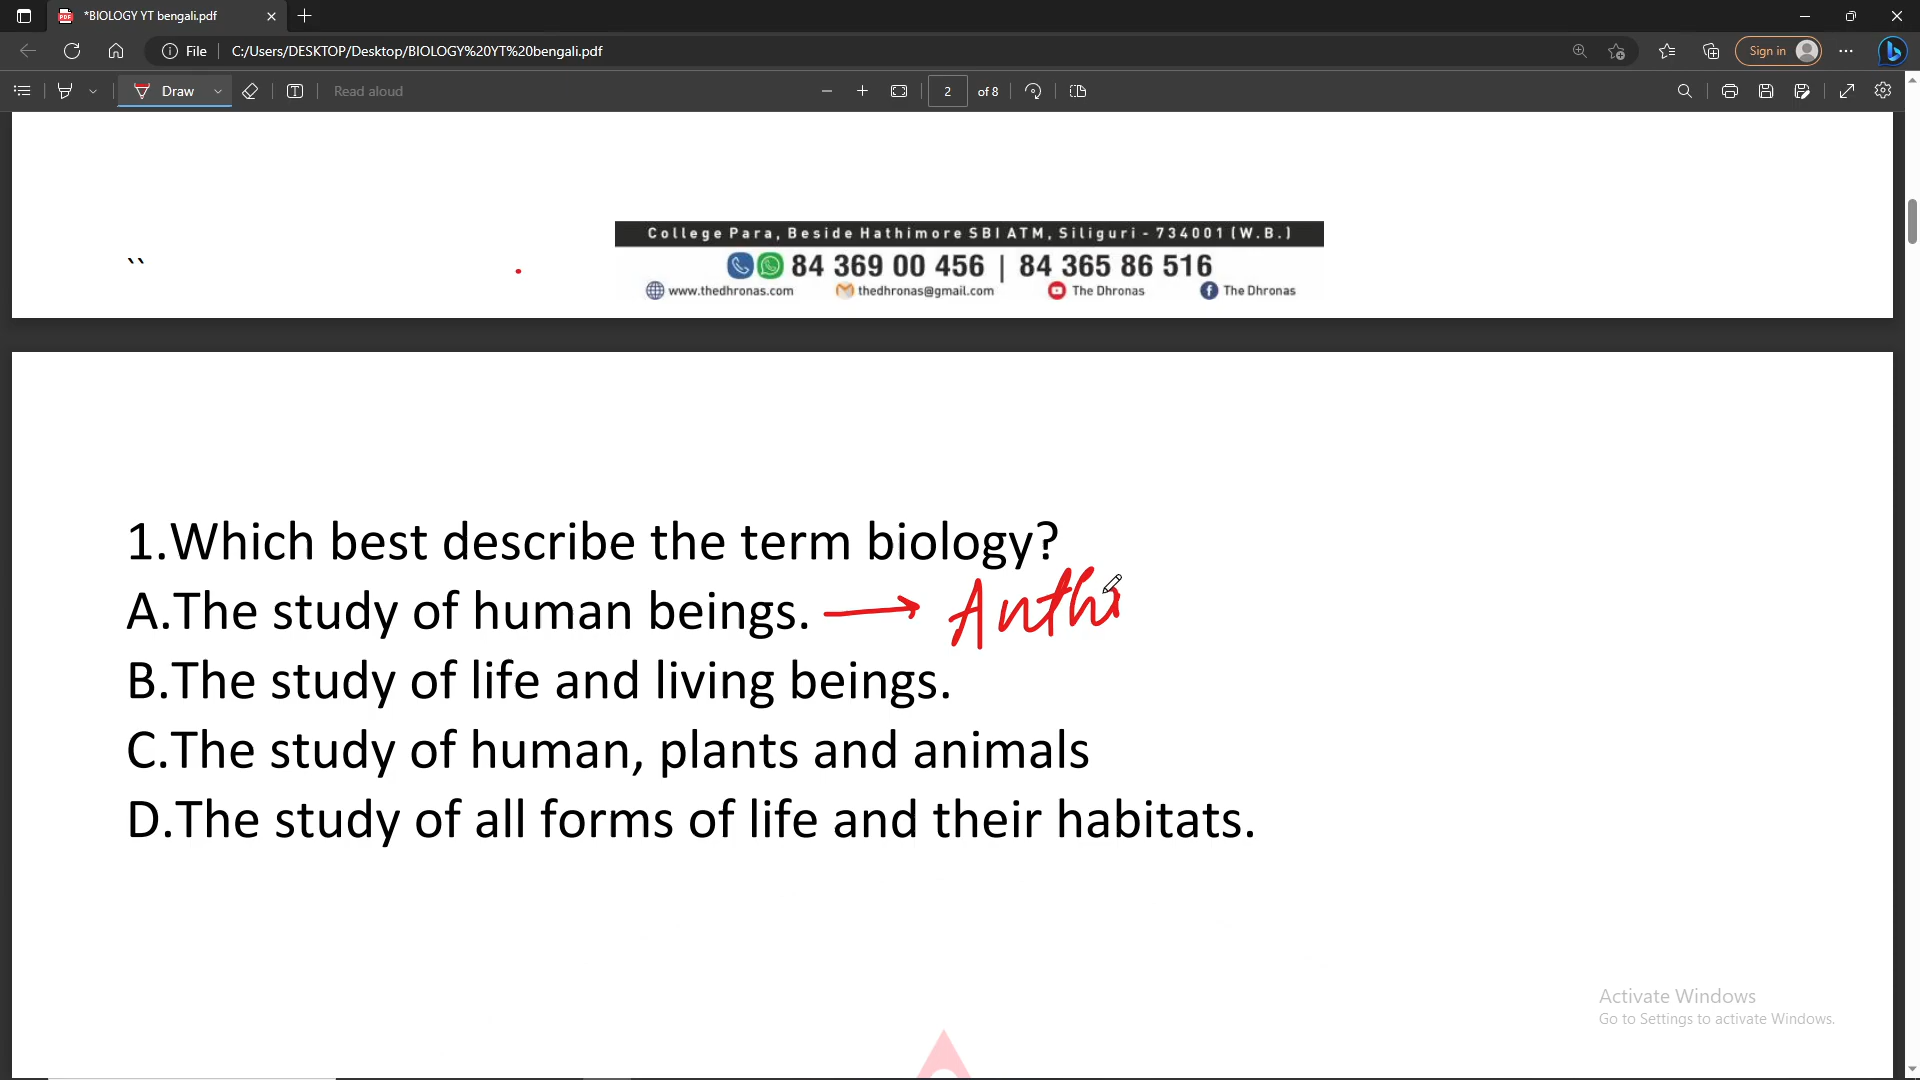 *BIOLOGY YT bengali.pdf
File
C:/Users/DESKTOP/Desktop/BIOLOGY%20YT%20bengali.pdf
Sign in
Draw
Read aloud
2 of 8
College Para, Beside Hathimore SBI ATM, Siliguri - 734001 (W.B.)
84 369 00 456 | 84 365 86 516
www.thedhronas.com thedhronas@gmail.com The Dhronas The Dhronas
``
1.Which best describe the term biology?
A.The study of human beings. → Anth
B.The study of life and living beings.
C.The study of human, plants and animals
D.The study of all forms of life and their habitats.
Activate Windows
Go to Settings to activate Windows.